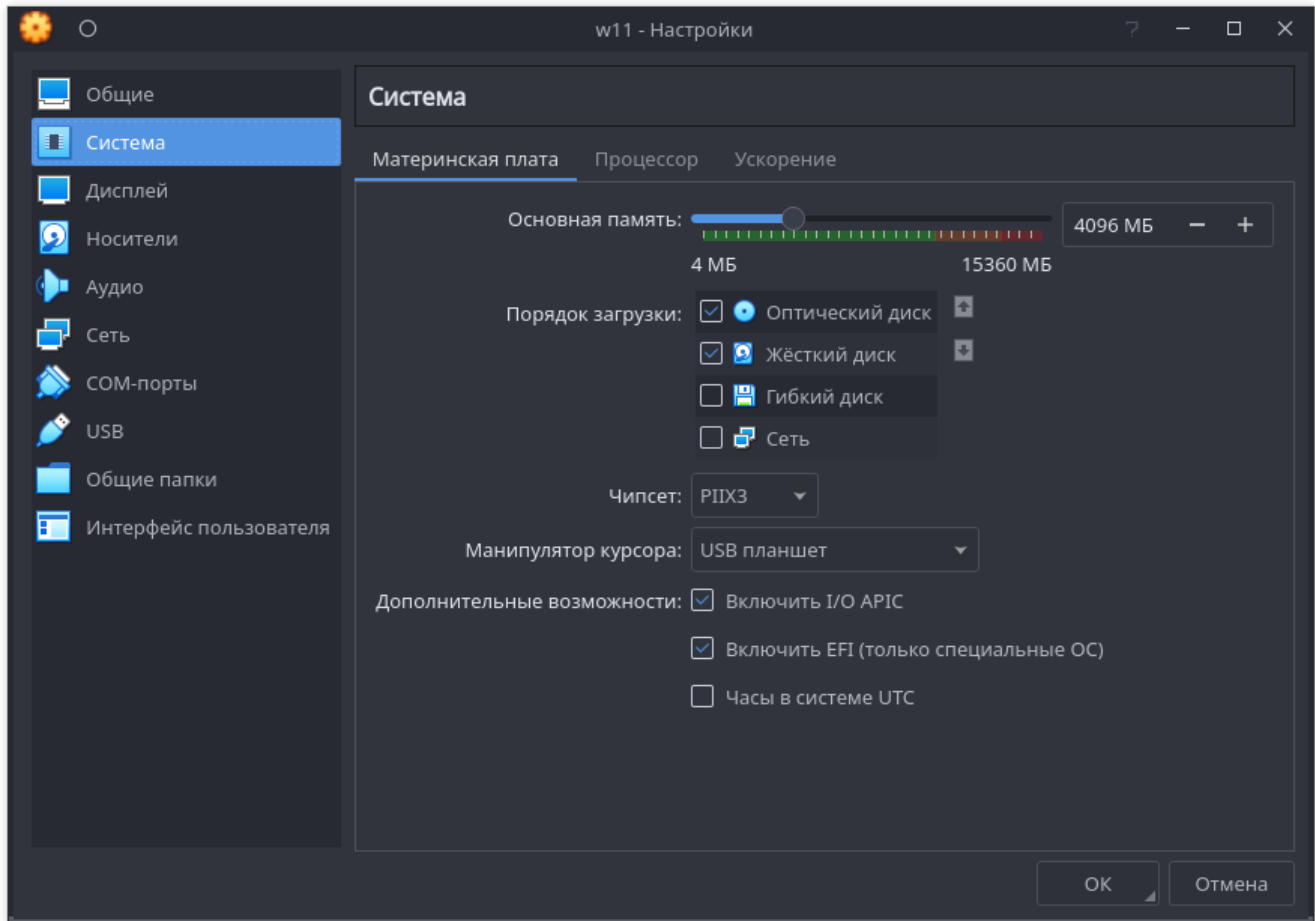 w11 - Настройки
Общие
Система
Дисплей
Носители
Аудио
Сеть
COM-порты
USB
Общие папки
Интерфейс пользователя
Система
Материнская плата Процессор Ускорение
Основная память: 4096 МБ
4 МБ 15360 МБ
Порядок загрузки: Оптический диск
Жёсткий диск
Гибкий диск
Сеть
Чипсет: PIIX3
Манипулятор курсора: USB планшет
Дополнительные возможности: Включить I/O APIC
Включить EFI (только специальные ОС)
Часы в системе UTC
ОК Отмена